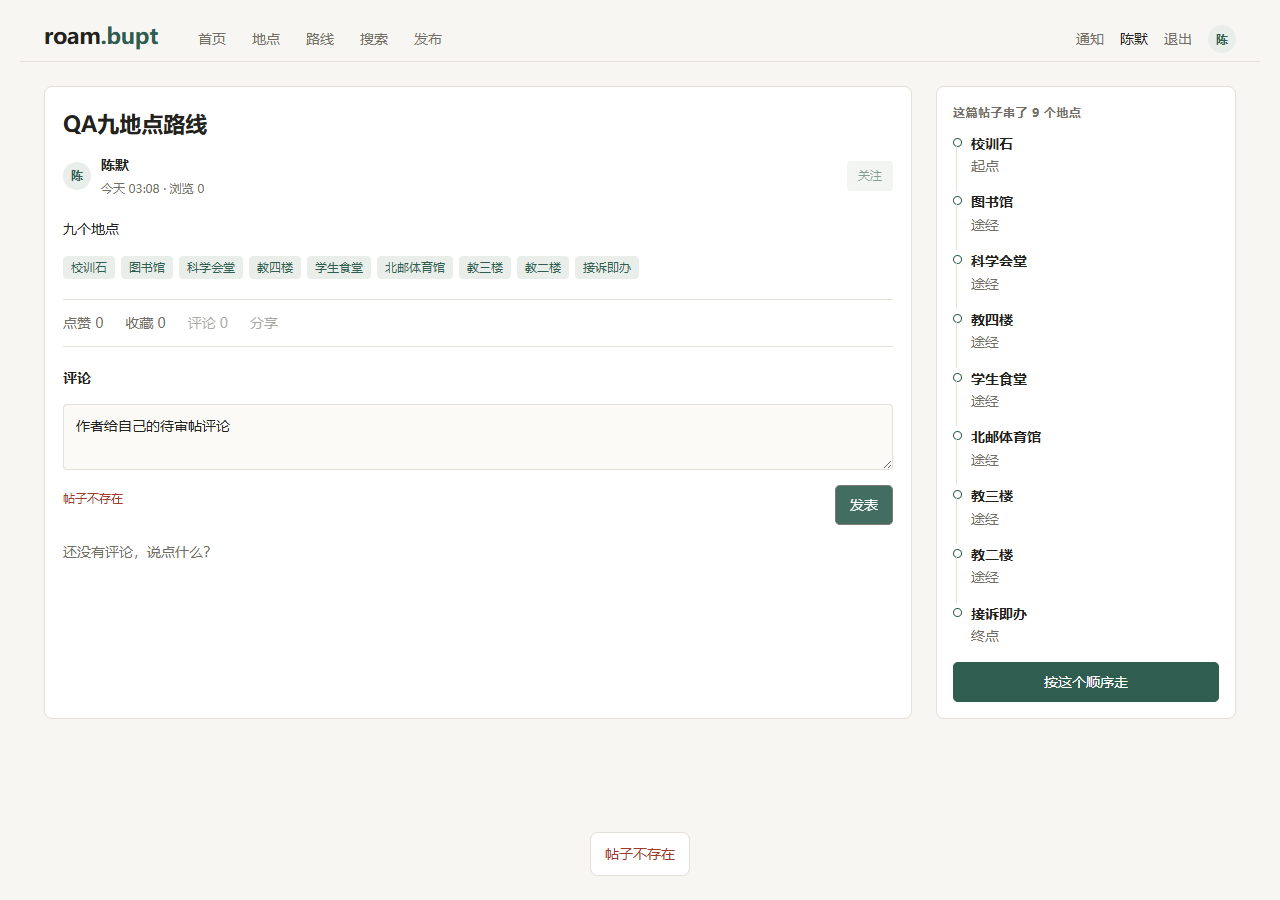 roam.bupt 首页 地点 路线 搜索 发布 通知 陈默 退出 陈
QA九地点路线
陈 陈默
今天 03:08 · 浏览 0
关注
九个地点
校训石 图书馆 科学会堂 教四楼 学生食堂 北邮体育馆 教三楼 教二楼 接诉即办
点赞 0 收藏 0 评论 0 分享
评论
作者给自己的待审帖评论
帖子不存在
发表
还没有评论，说点什么？
这篇帖子串了 9 个地点
校训石
起点
图书馆
途经
科学会堂
途经
教四楼
途经
学生食堂
途经
北邮体育馆
途经
教三楼
途经
教二楼
途经
接诉即办
终点
按这个顺序走
帖子不存在